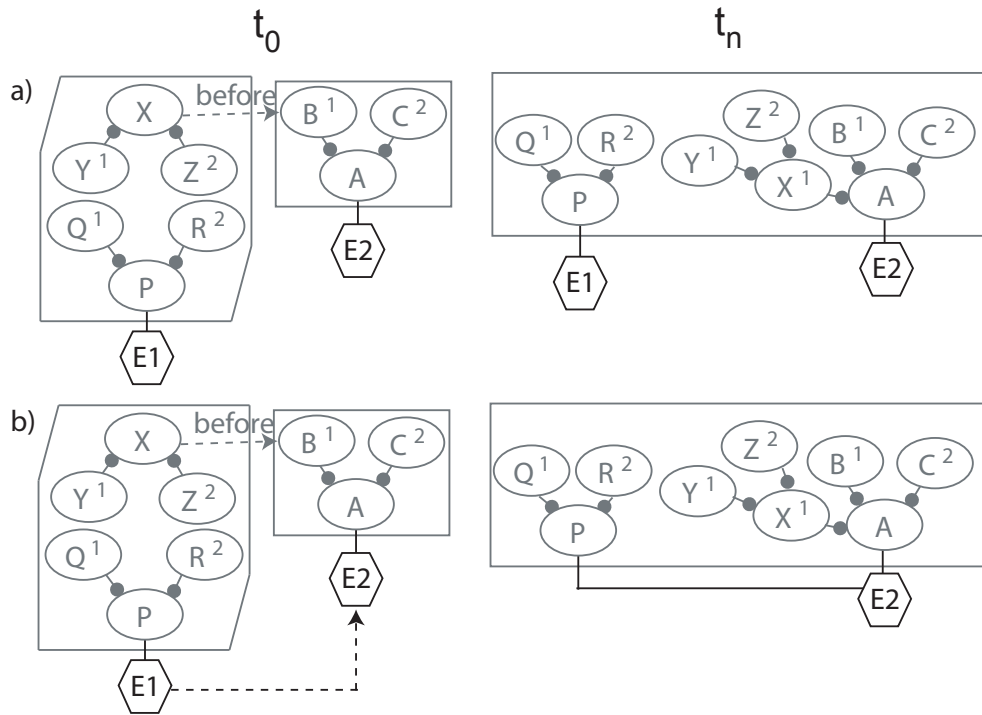 t0 tn
a)
X before B 1 C 2
Y 1 Z 2 A
Q 1 R 2 E2
P
E1
Q 1 R 2 Z 2 B 1 C 2
Y 1 X 1
P A
E1 E2
b)
X before B 1 C 2
Y 1 Z 2 A
Q 1 R 2 E2
P
E1
Q 1 R 2 Z 2 B 1 C 2
Y 1 X 1
P A
E2